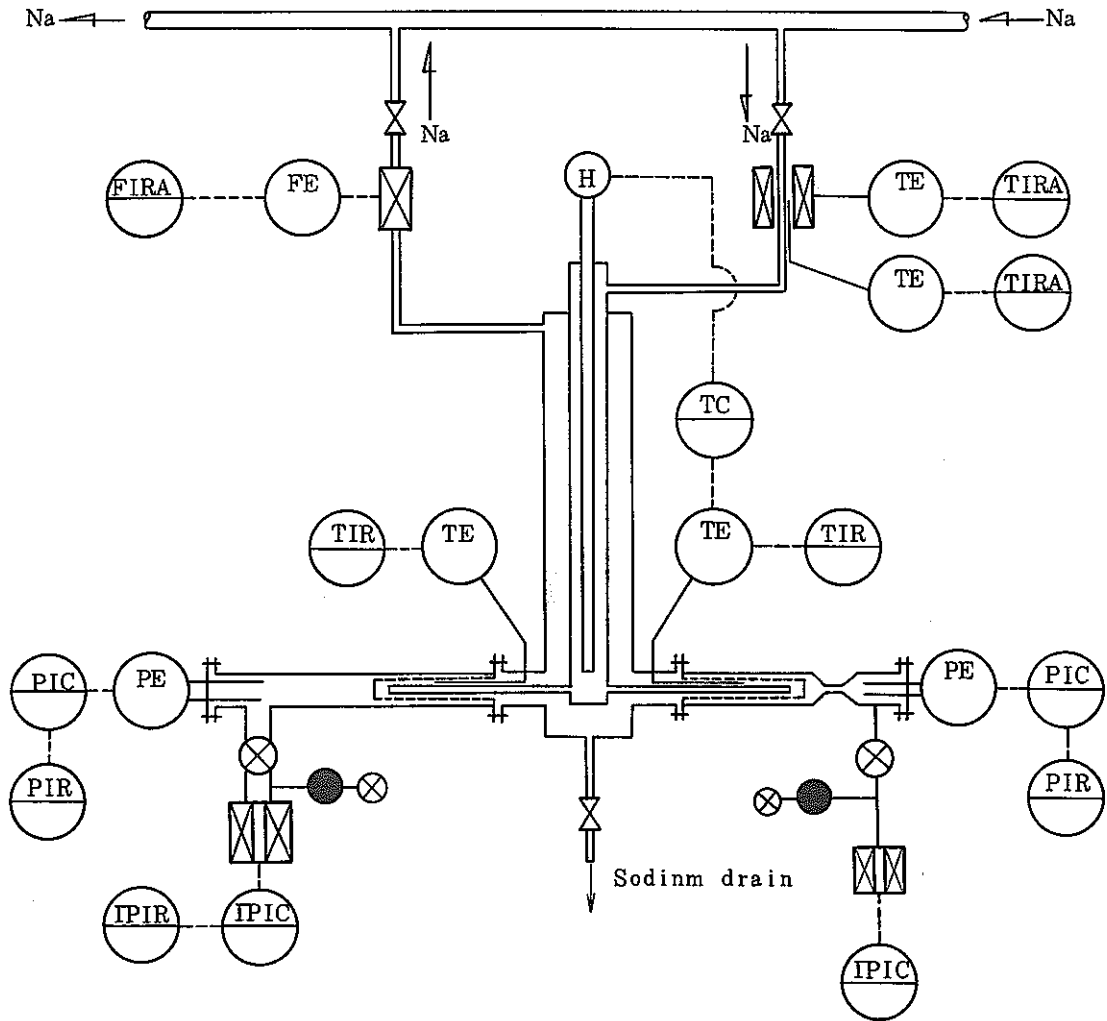 Na
Na
Na
Na
FIRA
FE
H
TE
TIRA
TE
TIRA
TC
TIR
TE
TE
TIR
PIC
PE
PE
PIC
PIR
PIR
Sodinm drain
IPIR
IPIC
IPIC